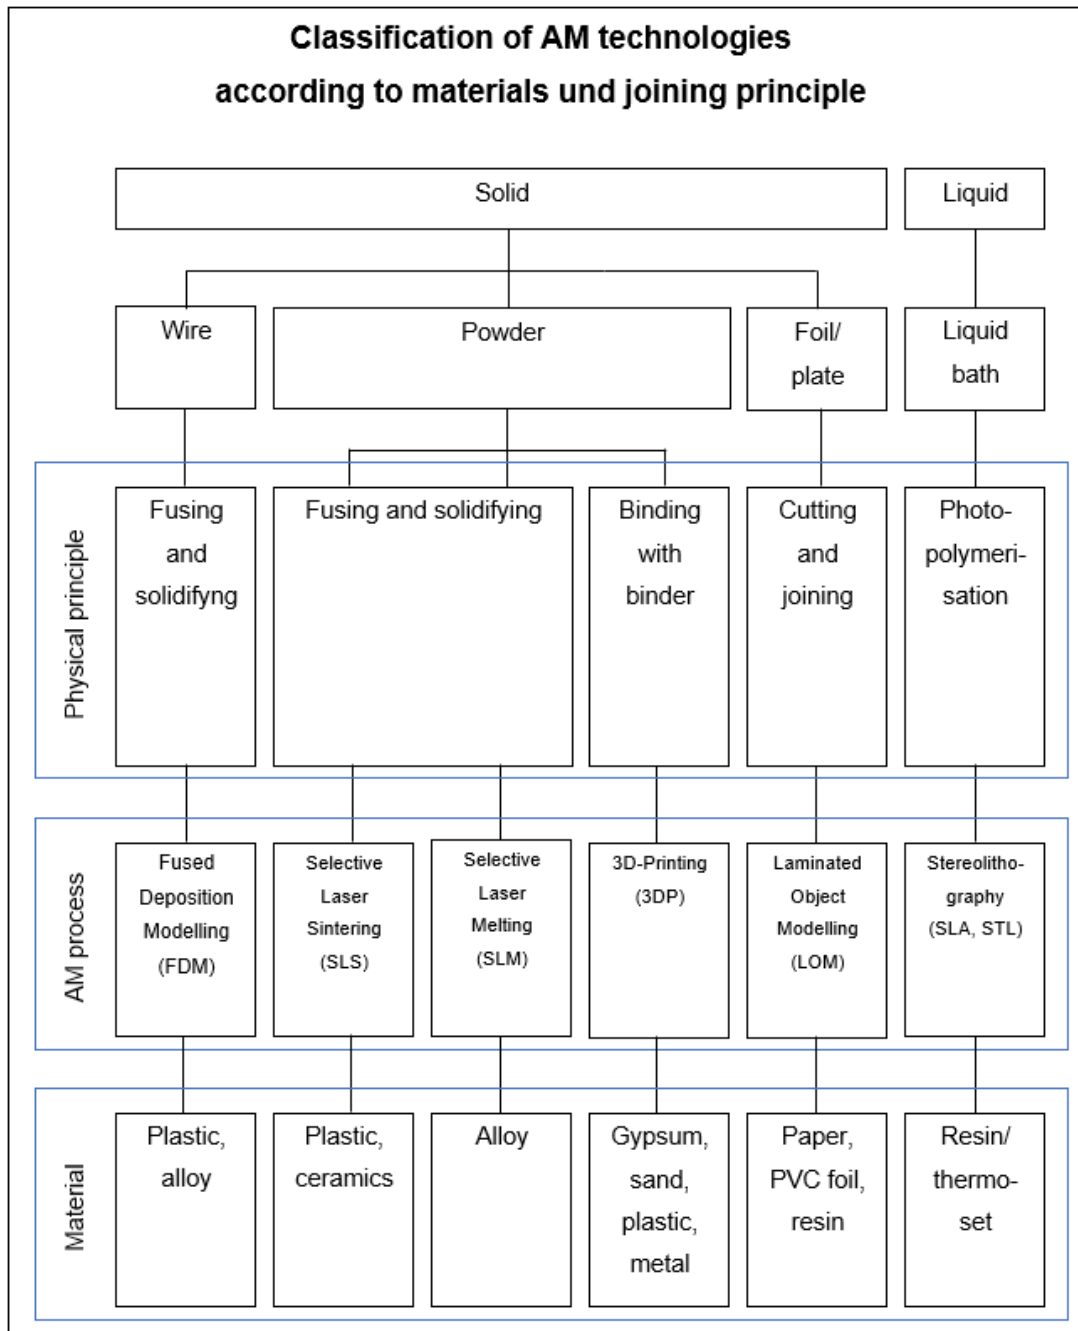 Classification of AM technologies
according to materials und joining principle
Solid
Liquid
Wire
Powder
Foil/
plate
Liquid
bath
Physical principle
Fusing
and
solidifyng
Fusing and solidifying
Binding
with
binder
Cutting
and
joining
Photo-
polymeri-
sation
AM process
Fused
Deposition
Modelling
(FDM)
Selective
Laser
Sintering
(SLS)
Selective
Laser
Melting
(SLM)
3D-Printing
(3DP)
Laminated
Object
Modelling
(LOM)
Stereolitho-
graphy
(SLA, STL)
Material
Plastic,
alloy
Plastic,
ceramics
Alloy
Gypsum,
sand,
plastic,
metal
Paper,
PVC foil,
resin
Resin/
thermo-
set